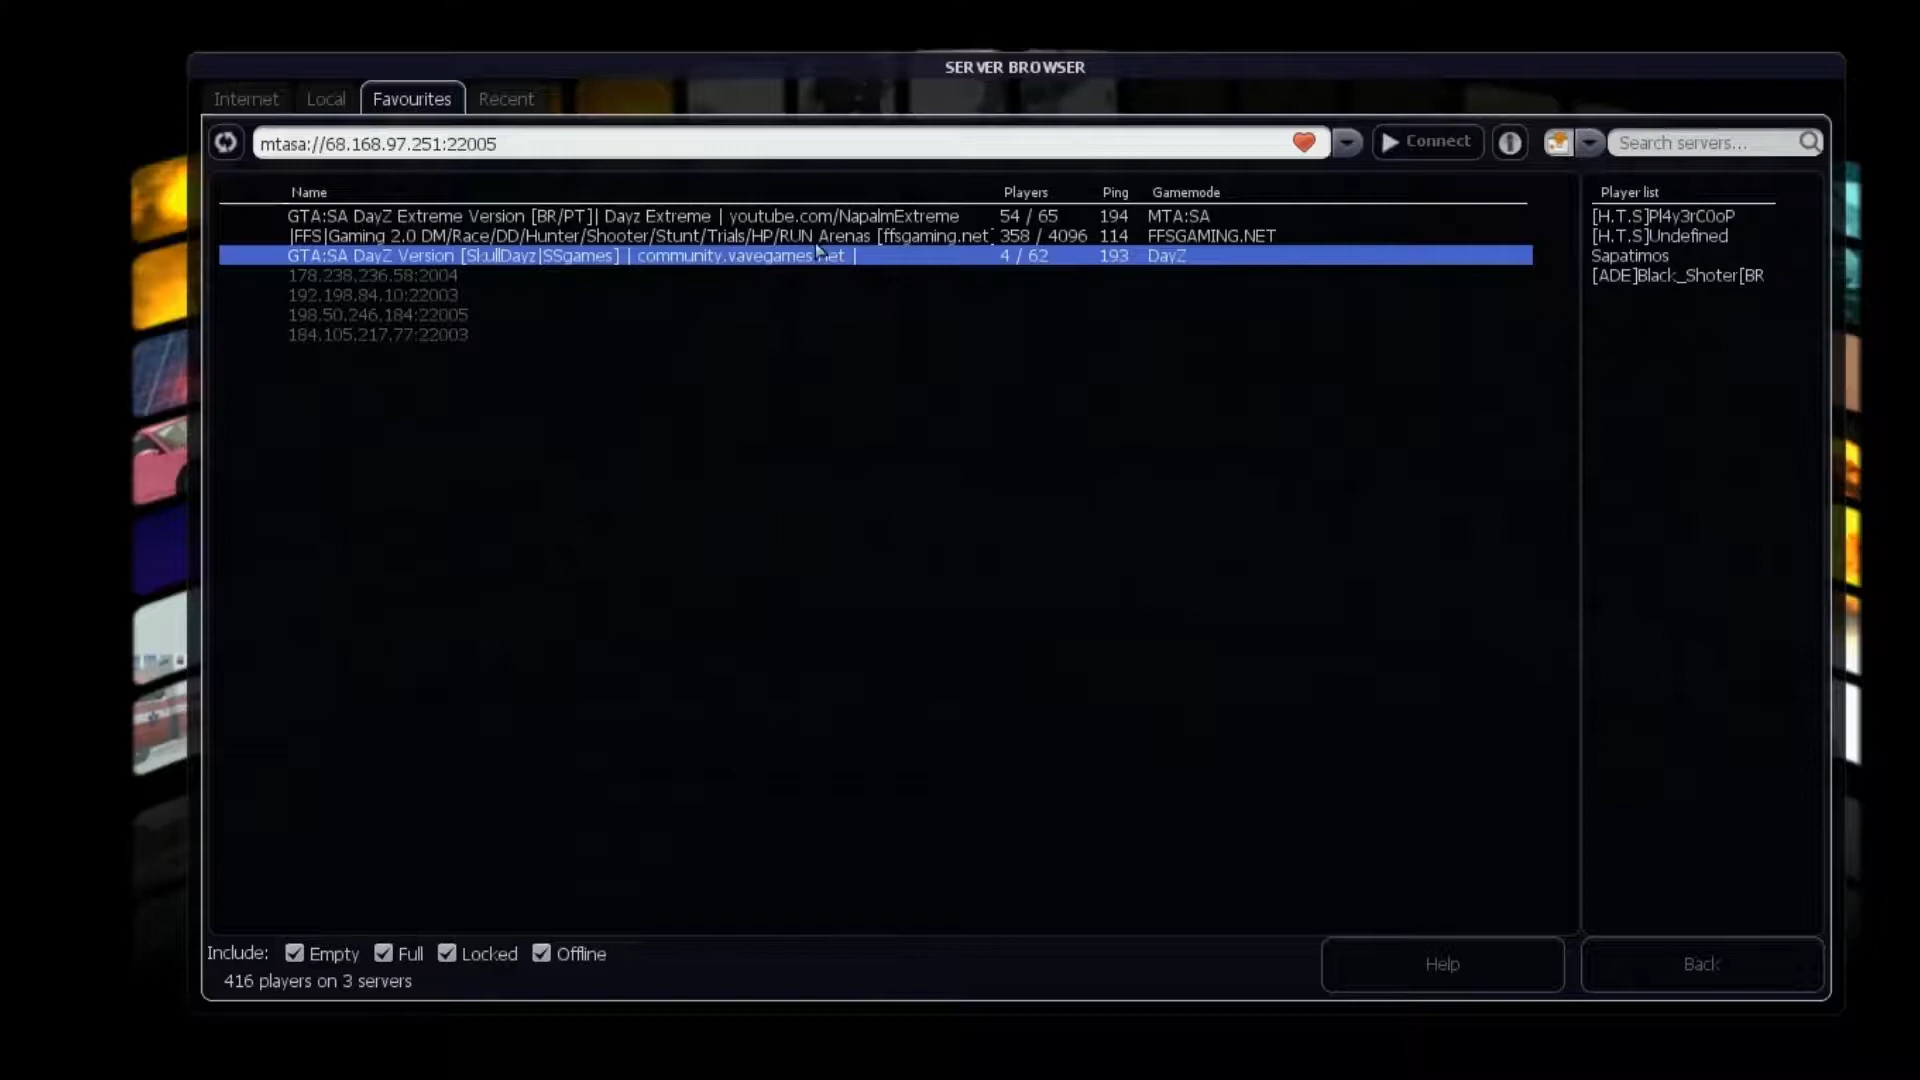 SERVER BROWSER
Internet Local Favourites Recent
mtasa://68.168.97.251:22005 Connect Search servers...
Name Players Ping Gamemode Player list
GTA:SA DayZ Extreme Version [BR/PT]| Dayz Extreme | youtube.com/NapalmExtreme 54 / 65 194 MTA:SA [H.T.S]Pl4y3rC0oP
|FFS|Gaming 2.0 DM/Race/DD/Hunter/Shooter/Stunt/Trials/HP/RUN Arenas [ffsgaming.net] 358 / 4096 114 FFSGAMING.NET [H.T.S]Undefined
GTA:SA DayZ Version [SkullDayz|SSgames] | community.vavegames.net | 4 / 62 193 DayZ Sapatimos
178.238.236.58:2004 [ADE]Black_Shoter[BR
192.198.84.10:22003
198.50.246.184:22005
184.105.217.77:22003
Include: Empty Full Locked Offline
416 players on 3 servers
Help Back